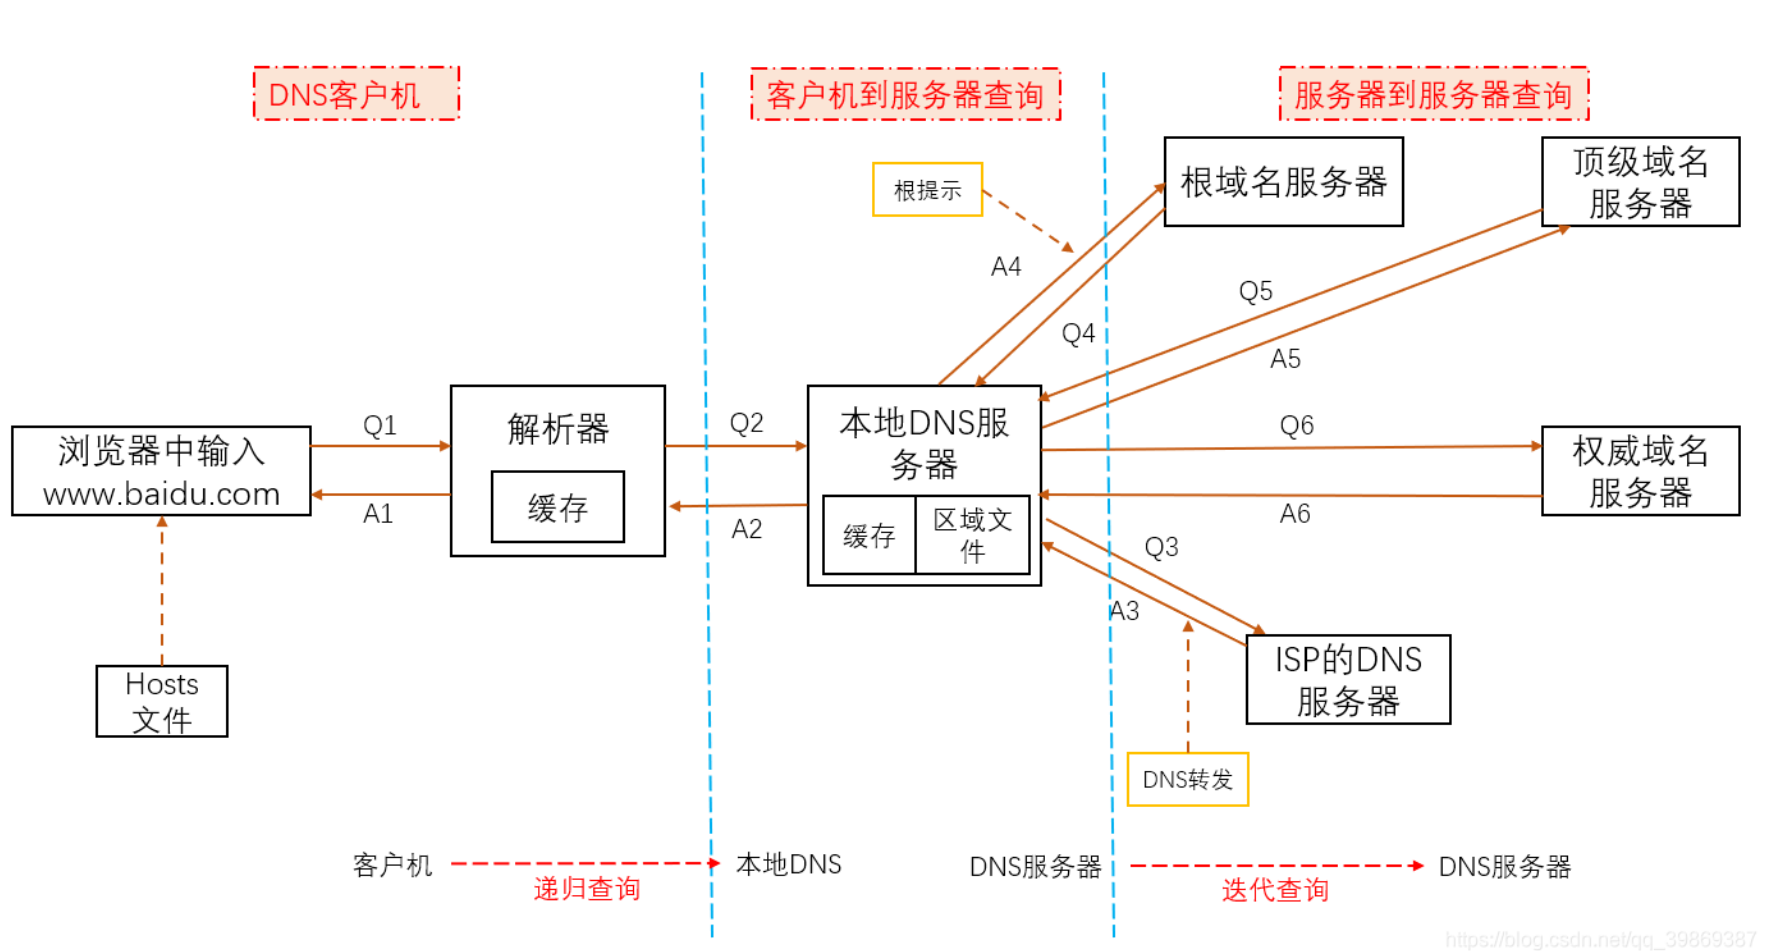 DNS客户机
客户机到服务器查询
服务器到服务器查询
根提示
根域名服务器
顶级域名
服务器
A4
Q4
Q5
A5
浏览器中输入
www.baidu.com
Q1
A1
解析器
缓存
Q2
A2
本地DNS服
务器
缓存
区域文
件
Q6
A6
权威域名
服务器
Q3
A3
ISP的DNS
服务器
Hosts
文件
DNS转发
客户机
递归查询
本地DNS
DNS服务器
迭代查询
DNS服务器
https://blog.csdn.net/qq_39869387